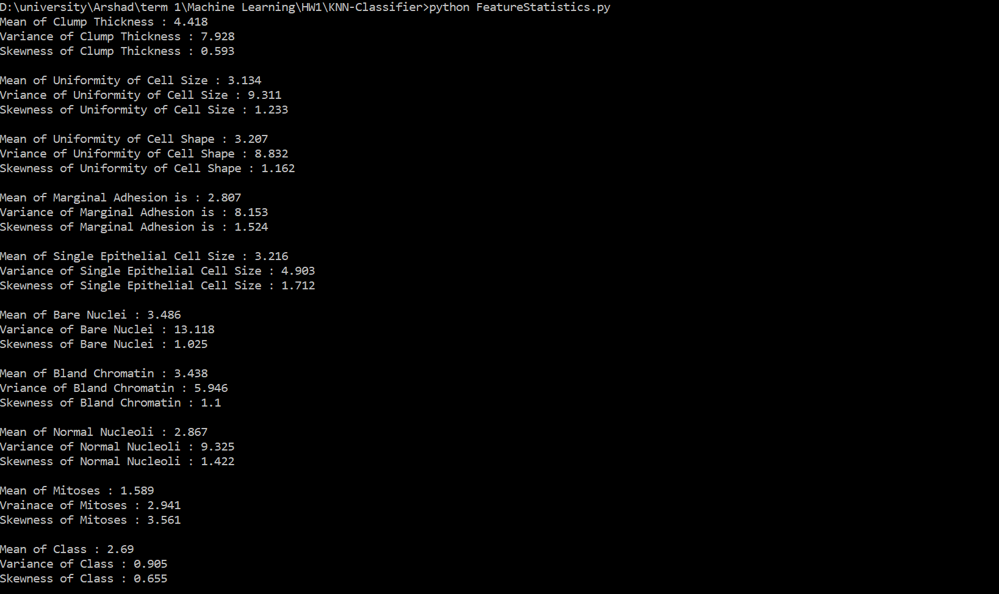 D:\university\Arshad\term 1\Machine Learning\HW1\KNN-Classifier>python FeatureStatistics.py
Mean of Clump Thickness : 4.418
Variance of Clump Thickness : 7.928
Skewness of Clump Thickness : 0.593
Mean of Uniformity of Cell Size : 3.134
Vriance of Uniformity of Cell Size : 9.311
Skewness of Uniformity of Cell Size : 1.233
Mean of Uniformity of Cell Shape : 3.207
Vriance of Uniformity of Cell Shape : 8.832
Skewness of Uniformity of Cell Shape : 1.162
Mean of Marginal Adhesion is : 2.807
Variance of Marginal Adhesion is : 8.153
Skewness of Marginal Adhesion is : 1.524
Mean of Single Epithelial Cell Size : 3.216
Variance of Single Epithelial Cell Size : 4.903
Skewness of Single Epithelial Cell Size : 1.712
Mean of Bare Nuclei : 3.486
Variance of Bare Nuclei : 13.118
Skewness of Bare Nuclei : 1.025
Mean of Bland Chromatin : 3.438
Vriance of Bland Chromatin : 5.946
Skewness of Bland Chromatin : 1.1
Mean of Normal Nucleoli : 2.867
Variance of Normal Nucleoli : 9.325
Skewness of Normal Nucleoli : 1.422
Mean of Mitoses : 1.589
Vrainace of Mitoses : 2.941
Skewness of Mitoses : 3.561
Mean of Class : 2.69
Variance of Class : 0.905
Skewness of Class : 0.655